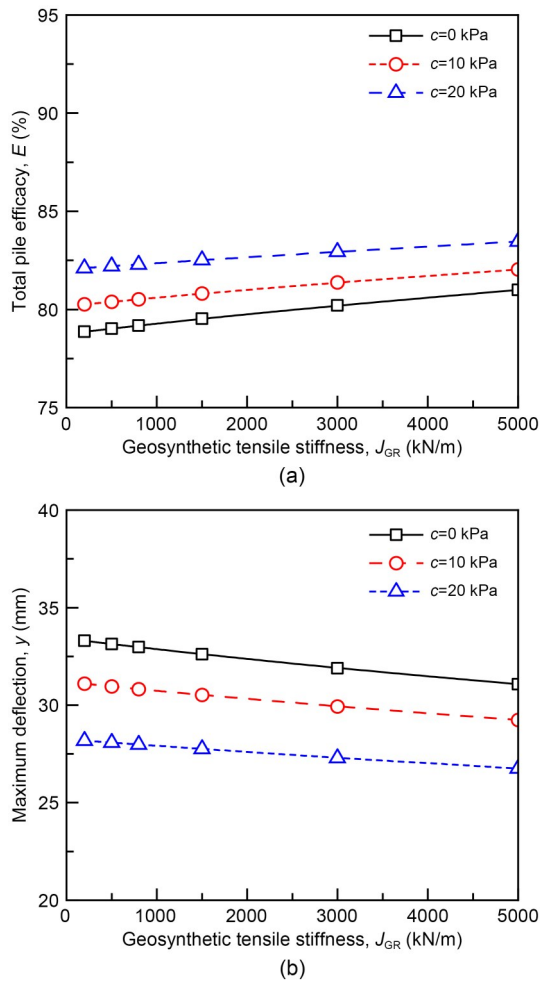 95
90
85
80
75
Total pile efficacy, E (%)
c=0 kPa
c=10 kPa
c=20 kPa
0 1000 2000 3000 4000 5000
Geosynthetic tensile stiffness, J_GR (kN/m)
(a)
40
35
30
25
20
Maximum deflection, y (mm)
c=0 kPa
c=10 kPa
c=20 kPa
0 1000 2000 3000 4000 5000
Geosynthetic tensile stiffness, J_GR (kN/m)
(b)